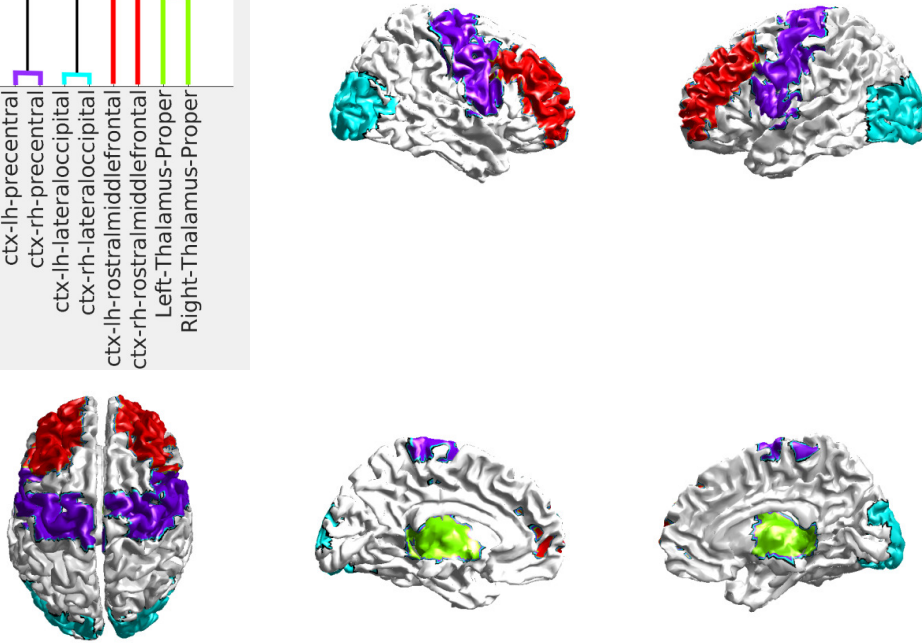 ctx-lh-precentral
ctx-rh-precentral
ctx-lh-lateraloccipital
ctx-rh-lateraloccipital
ctx-lh-rostralmiddlefrontal
ctx-rh-rostralmiddlefrontal
Left-Thalamus-Proper
Right-Thalamus-Proper